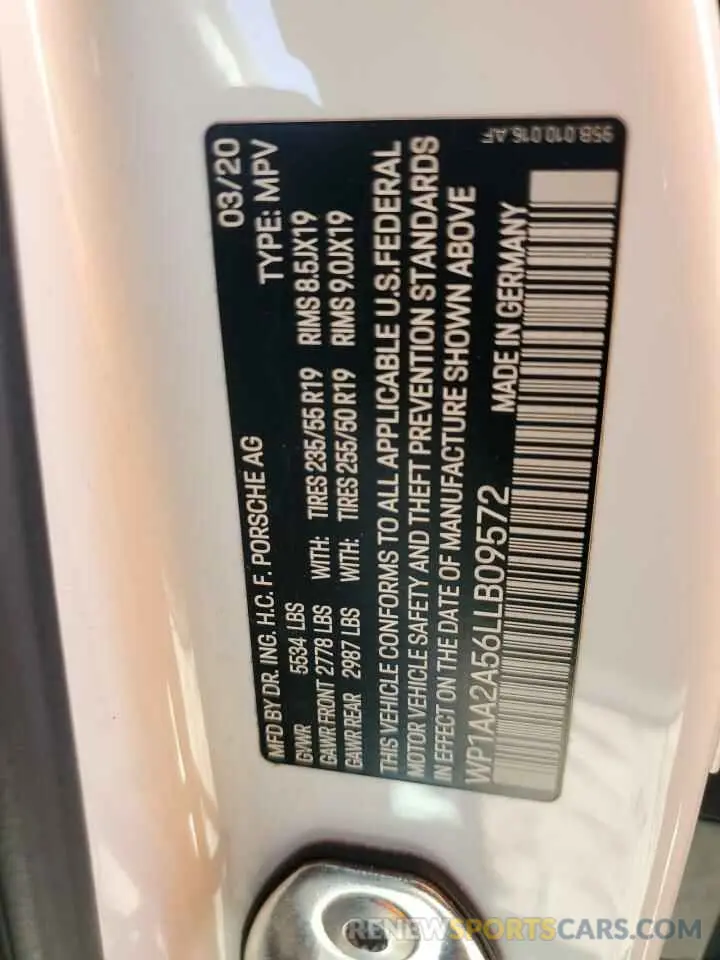 MFD BY DR. ING. H.C. F. PORSCHE AG 03/20
GVWR 5534 LBS TYPE: MPV
GAWR FRONT 2778 LBS WITH: TIRES 235/55 R19 RIMS 8.5JX19
GAWR REAR 2987 LBS WITH: TIRES 255/50 R19 RIMS 9.0JX19
THIS VEHICLE CONFORMS TO ALL APPLICABLE U.S. FEDERAL
MOTOR VEHICLE SAFETY AND THEFT PREVENTION STANDARDS
IN EFFECT ON THE DATE OF MANUFACTURE SHOWN ABOVE
WP1AA2A56LLB09572 MADE IN GERMANY
95B.010.016.AF
RENEWSPORTSCARS.COM